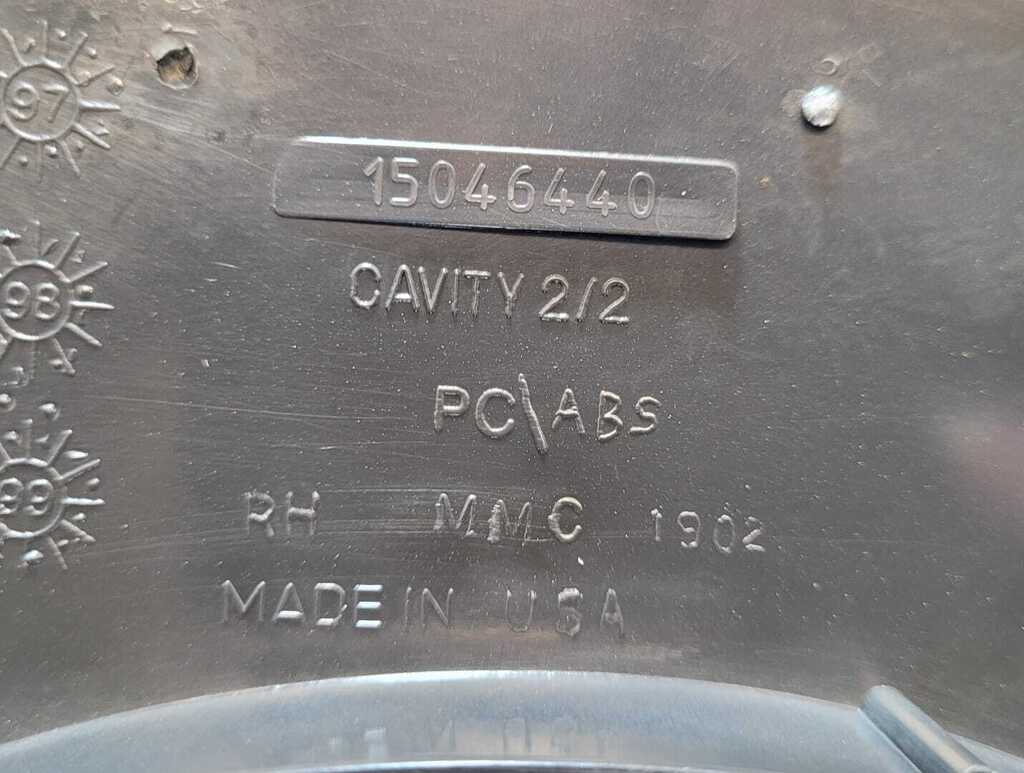 97
15046440
CAVITY 2/2
98
PC\ABS
99
RH MMC 1902
MADE IN USA